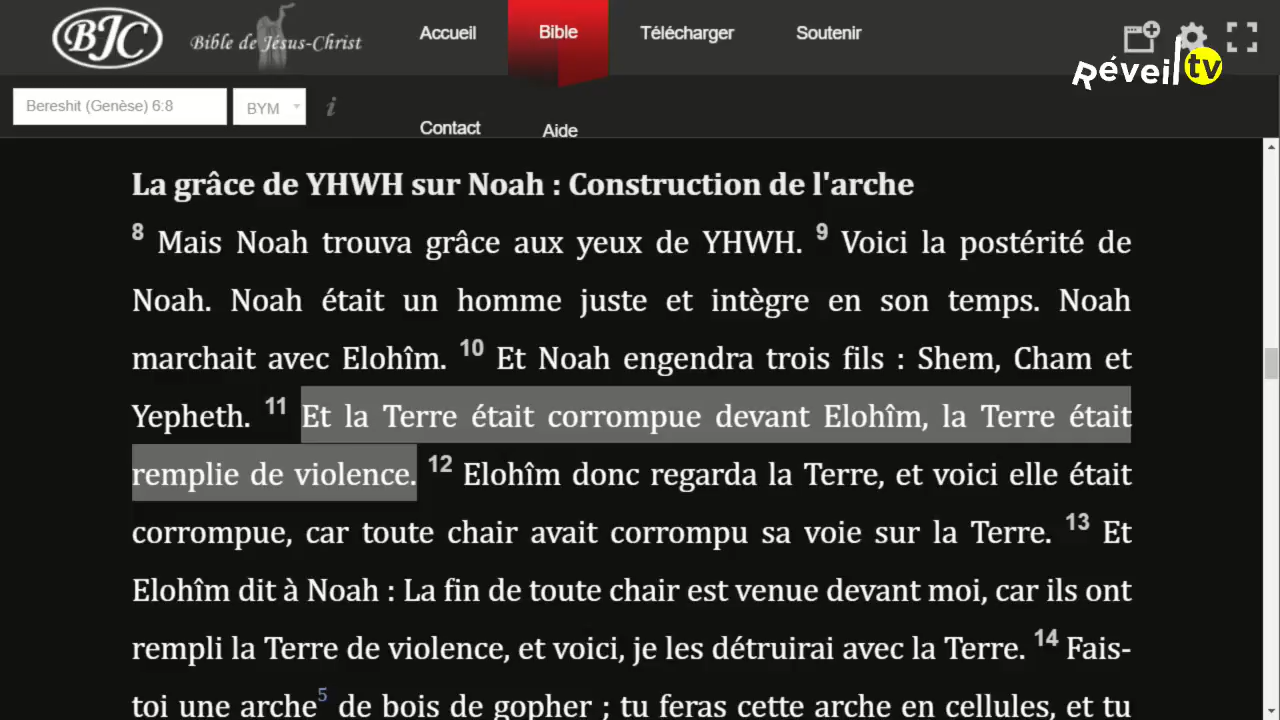 BJC Bible de Jésus-Christ
Accueil Bible Télécharger Soutenir
Réveil tv
Bereshit (Genèse) 6:8 BYM i
Contact Aide
La grâce de YHWH sur Noah : Construction de l'arche
8 Mais Noah trouva grâce aux yeux de YHWH. 9 Voici la postérité de
Noah. Noah était un homme juste et intègre en son temps. Noah
marchait avec Elohîm. 10 Et Noah engendra trois fils : Shem, Cham et
Yepheth. 11 Et la Terre était corrompue devant Elohîm, la Terre était
remplie de violence. 12 Elohîm donc regarda la Terre, et voici elle était
corrompue, car toute chair avait corrompu sa voie sur la Terre. 13 Et
Elohîm dit à Noah : La fin de toute chair est venue devant moi, car ils ont
rempli la Terre de violence, et voici, je les détruirai avec la Terre. 14 Fais-
toi une arche5 de bois de gopher ; tu feras cette arche en cellules, et tu